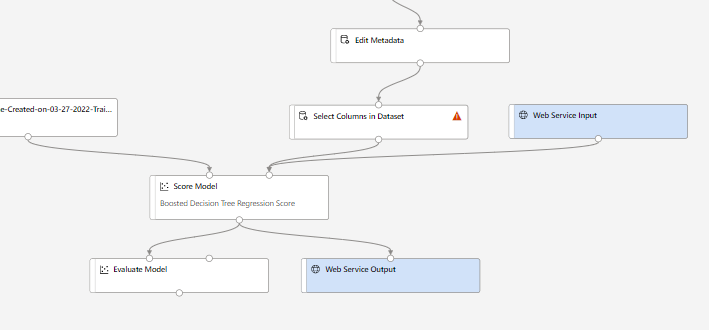 Edit Metadata
e-Created-on-03-27-2022-Trai...
Select Columns in Dataset
Web Service Input
Score Model
Boosted Decision Tree Regression Score
Evaluate Model
Web Service Output